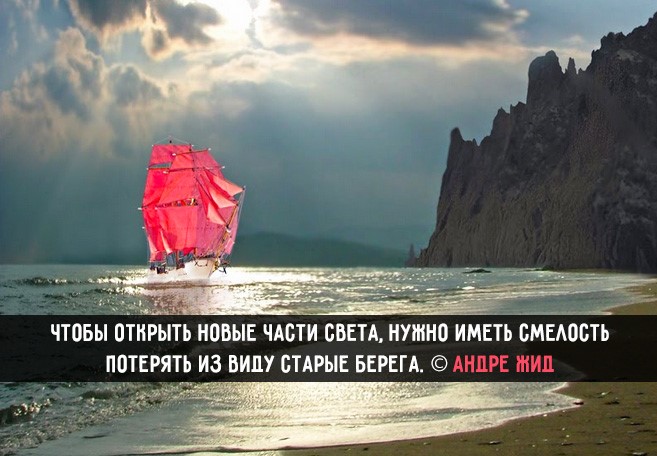 ЧТОБЫ ОТКРЫТЬ НОВЫЕ ЧАСТИ СВЕТА, НУЖНО ИМЕТЬ СМЕЛОСТЬ
ПОТЕРЯТЬ ИЗ ВИДУ СТАРЫЕ БЕРЕГА. © АНДРЕ ЖИД